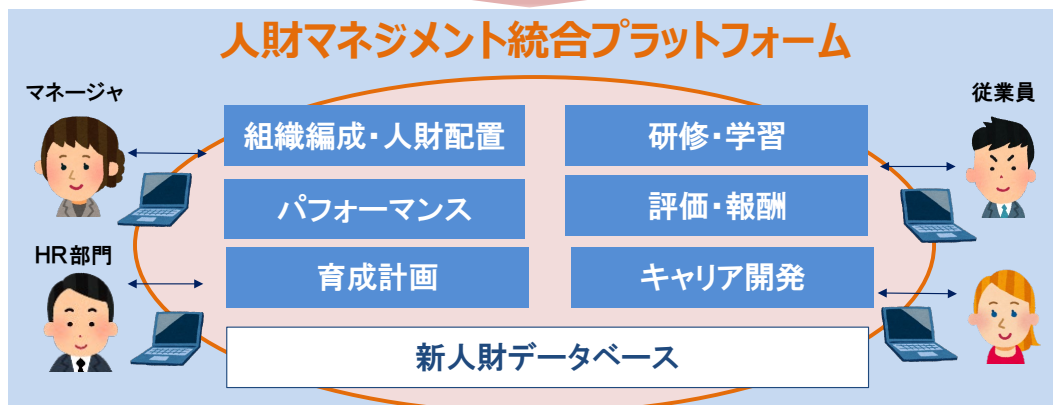 人財マネジメント統合プラットフォーム
マネージャ
従業員
組織編成・人財配置
研修・学習
パフォーマンス
評価・報酬
HR部門
育成計画
キャリア開発
新人財データベース